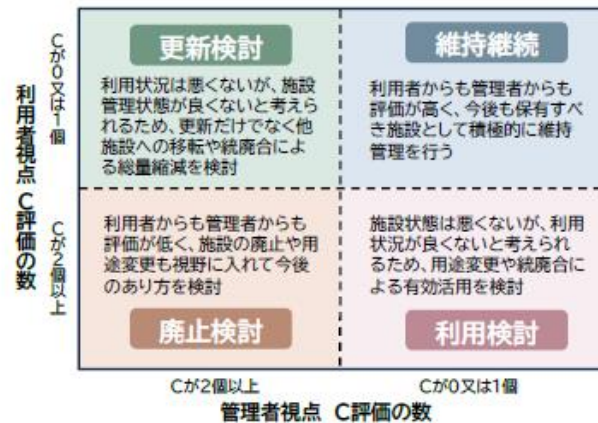 利用者視点 C評価の数
Cが0又は1個
更新検討
利用状況は悪くないが、施設
管理状態が良くないと考えら
れるため、更新だけでなく他
施設への移転や統廃合によ
る総量縮減を検討
維持継続
利用者からも管理者からも
評価が高く、今後も保有すべ
き施設として積極的に維持
管理を行う
Cが2個以上
利用者からも管理者からも
評価が低く、施設の廃止や用
途変更も視野に入れて今後
のあり方を検討
廃止検討
施設状態は悪くないが、利用
状況が良くないと考えられ
るため、用途変更や統廃合に
よる有効活用を検討
利用検討
Cが2個以上
Cが0又は1個
管理者視点 C評価の数